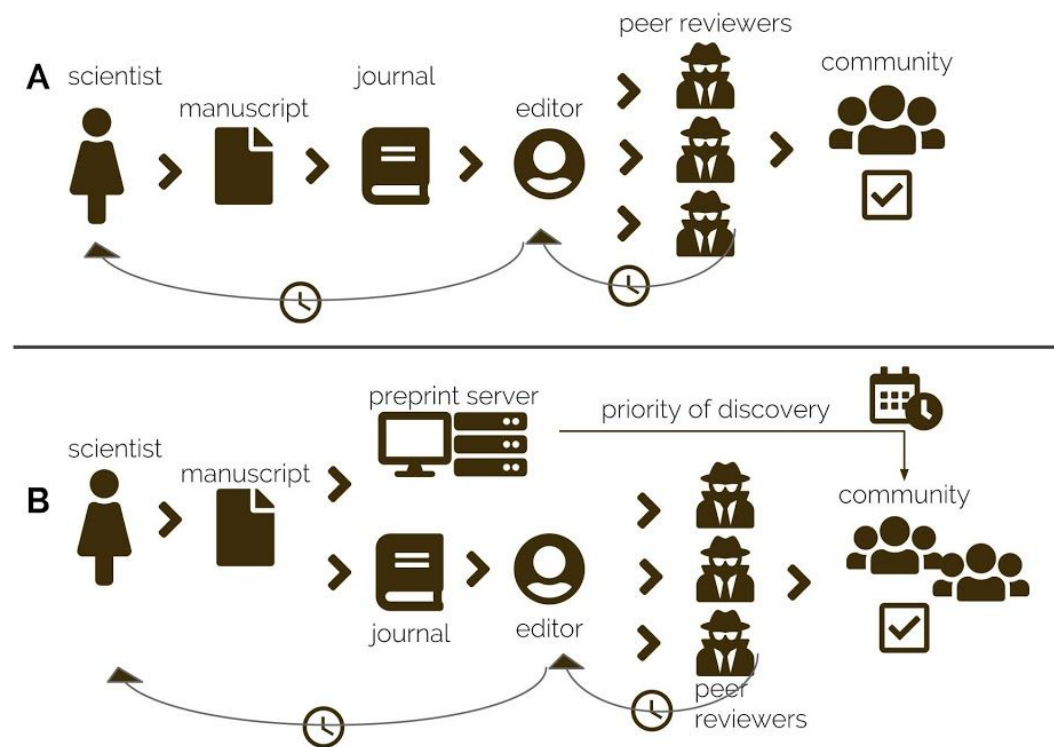 A
scientist
manuscript
journal
editor
peer reviewers
community
B
scientist
manuscript
preprint server
priority of discovery
journal
editor
peer
reviewers
community